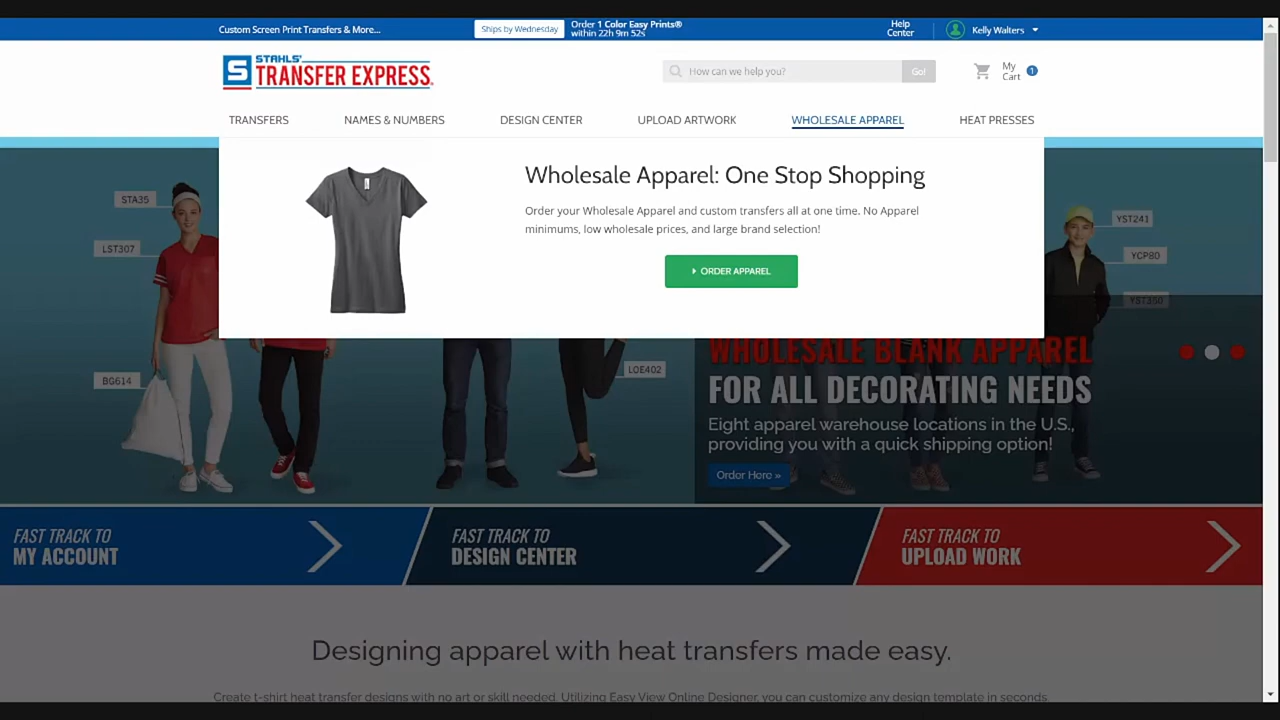 Custom Screen Print Transfers & More...
Ships by Wednesday
Order 1 Color Easy Prints®
within 22h 9m 52s
Help
Center
Kelly Walters
STAHLS'
TRANSFER EXPRESS.
How can we help you?
Go!
My
Cart
1
TRANSFERS
NAMES & NUMBERS
DESIGN CENTER
UPLOAD ARTWORK
WHOLESALE APPAREL
HEAT PRESSES
Wholesale Apparel: One Stop Shopping
Order your Wholesale Apparel and custom transfers all at one time. No Apparel
minimums, low wholesale prices, and large brand selection!
ORDER APPAREL
STA35
LST307
BG614
LOE402
YST241
YCP80
YST350
WHOLESALE BLANK APPAREL
FOR ALL DECORATING NEEDS
Eight apparel warehouse locations in the U.S.,
providing you with a quick shipping option!
Order Here »
FAST TRACK TO
MY ACCOUNT
FAST TRACK TO
DESIGN CENTER
FAST TRACK TO
UPLOAD WORK
Designing apparel with heat transfers made easy.
Create t-shirt heat transfer designs with no art or skill needed. Utilizing Easy View Online Designer, you can customize any design template in seconds